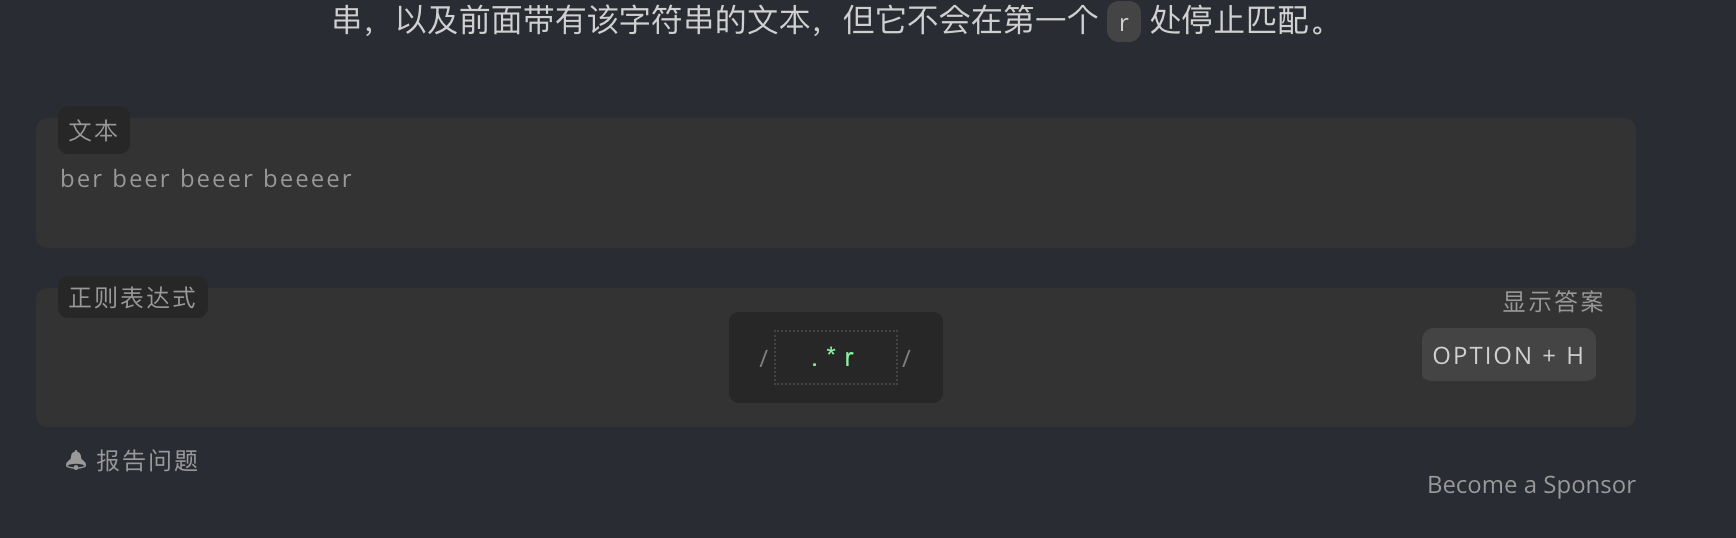 串，以及前面带有该字符串的文本，但它不会在第一个 r 处停止匹配。
文本
ber beer beeer beeeer
正则表达式
显示答案
/ .*r /
OPTION + H
报告问题
Become a Sponsor